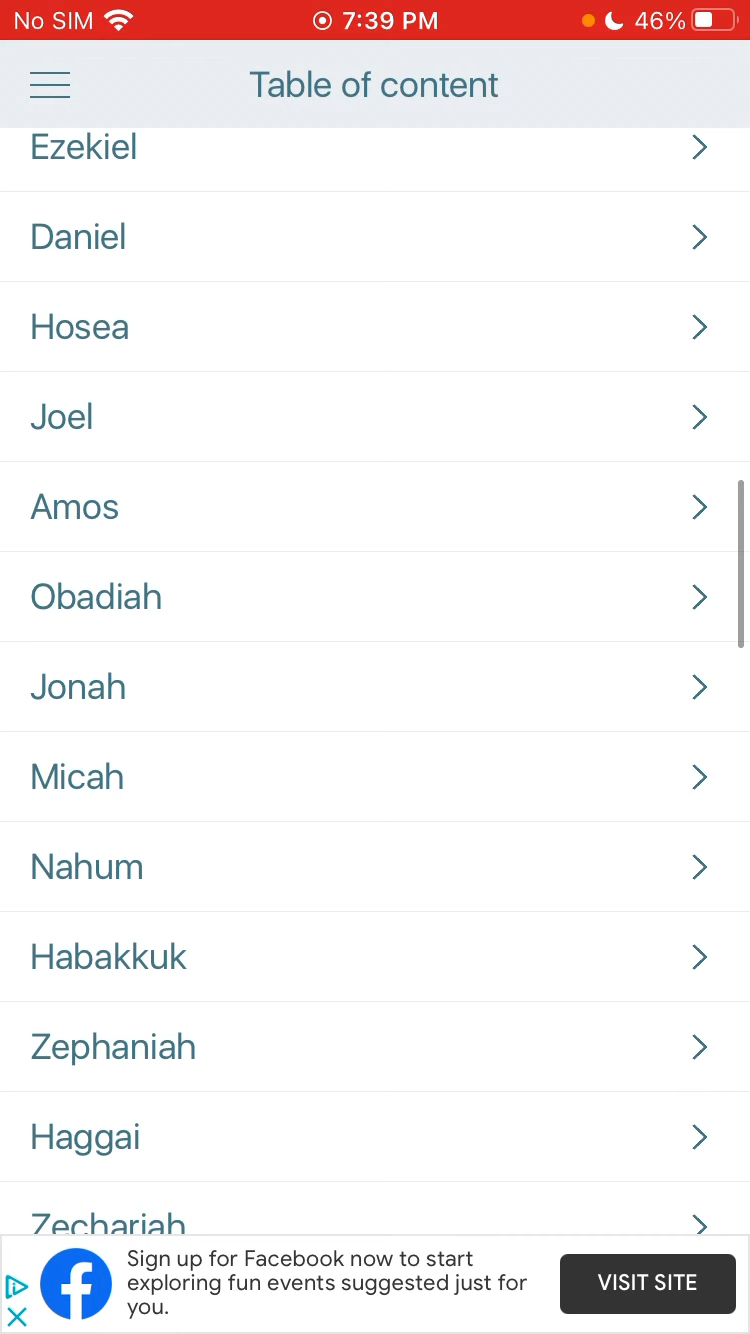 No SIM 7:39 PM 46%
Table of content
Ezekiel
Daniel
Hosea
Joel
Amos
Obadiah
Jonah
Micah
Nahum
Habakkuk
Zephaniah
Haggai
Zechariah
Sign up for Facebook now to start
exploring fun events suggested just for
you.
VISIT SITE